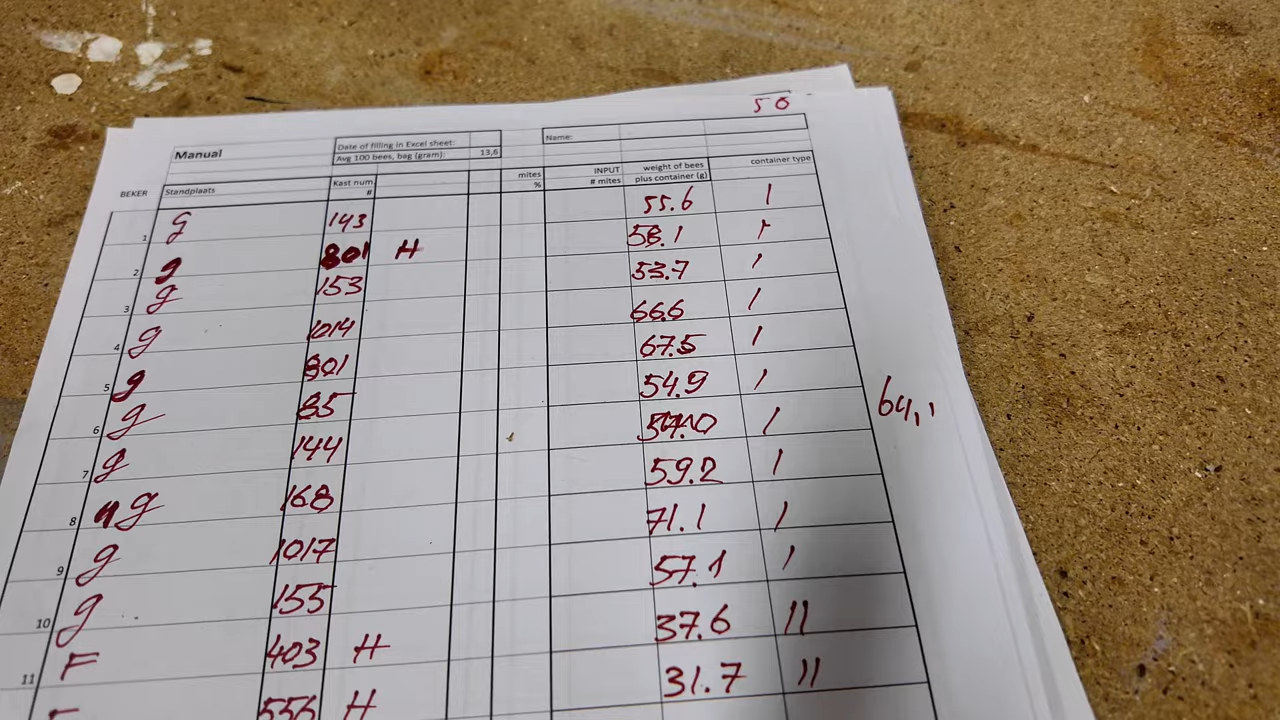 50
Manual Date of filling in Excel sheet: Name:
Avg 100 bees, bag (gram): 13,6
BEKER Standplaats Kast num # mites % INPUT # mites weight of bees plus container (g) container type
1 g 143 55.6 1
2 g 801 H 58.1 1
3 g 153 53.7 1
4 g 1014 66.6 1
5 g 801 67.5 1
6 g 85 54.9 1
7 g 144 1
64,1
8 g 168 59.2 1
9 g 1017 71.1 1
10 g 155 57.1 1
11 F 403 H 37.6 11
556 H 31.7 11